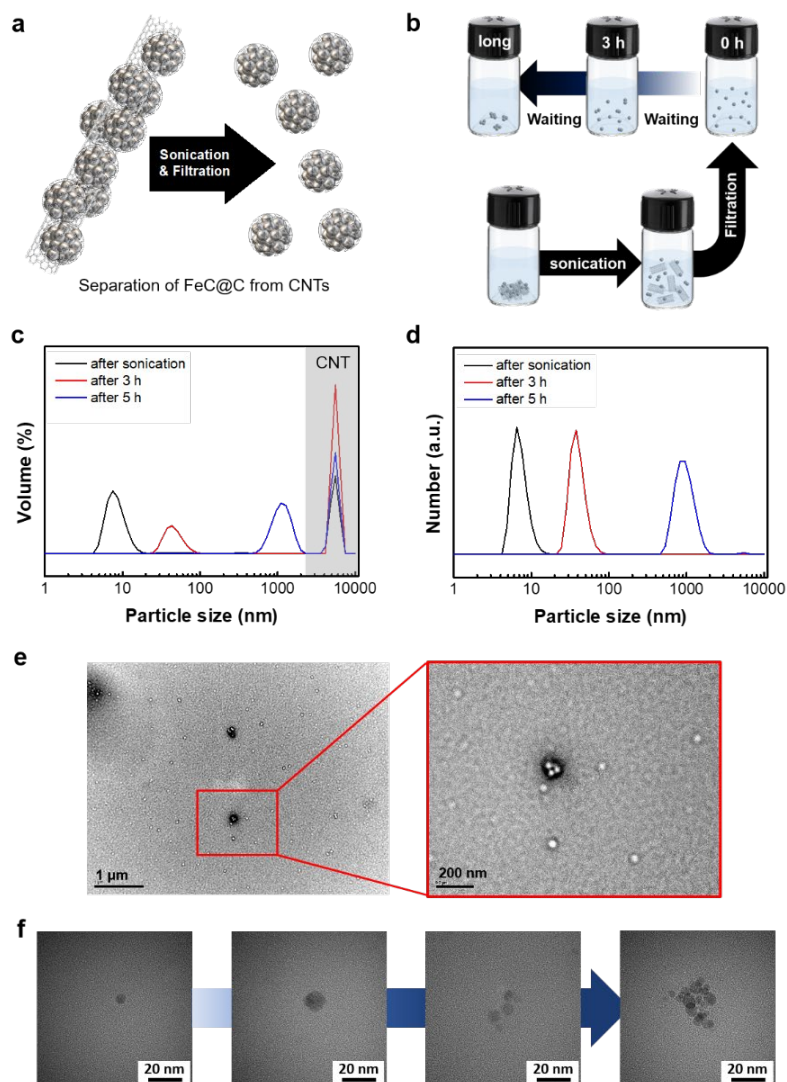 a
Sonication
& Filtration
Separation of FeC@C from CNTs
b
long
3 h
0 h
Waiting
Waiting
sonication
Filtration
c
after sonication
after 3 h
after 5 h
CNT
Volume (%)
1
10
100
1000
10000
Particle size (nm)
d
after sonication
after 3 h
after 5 h
Number (a.u.)
1
10
100
1000
10000
Particle size (nm)
e
1 μm
200 nm
f
20 nm
20 nm
20 nm
20 nm